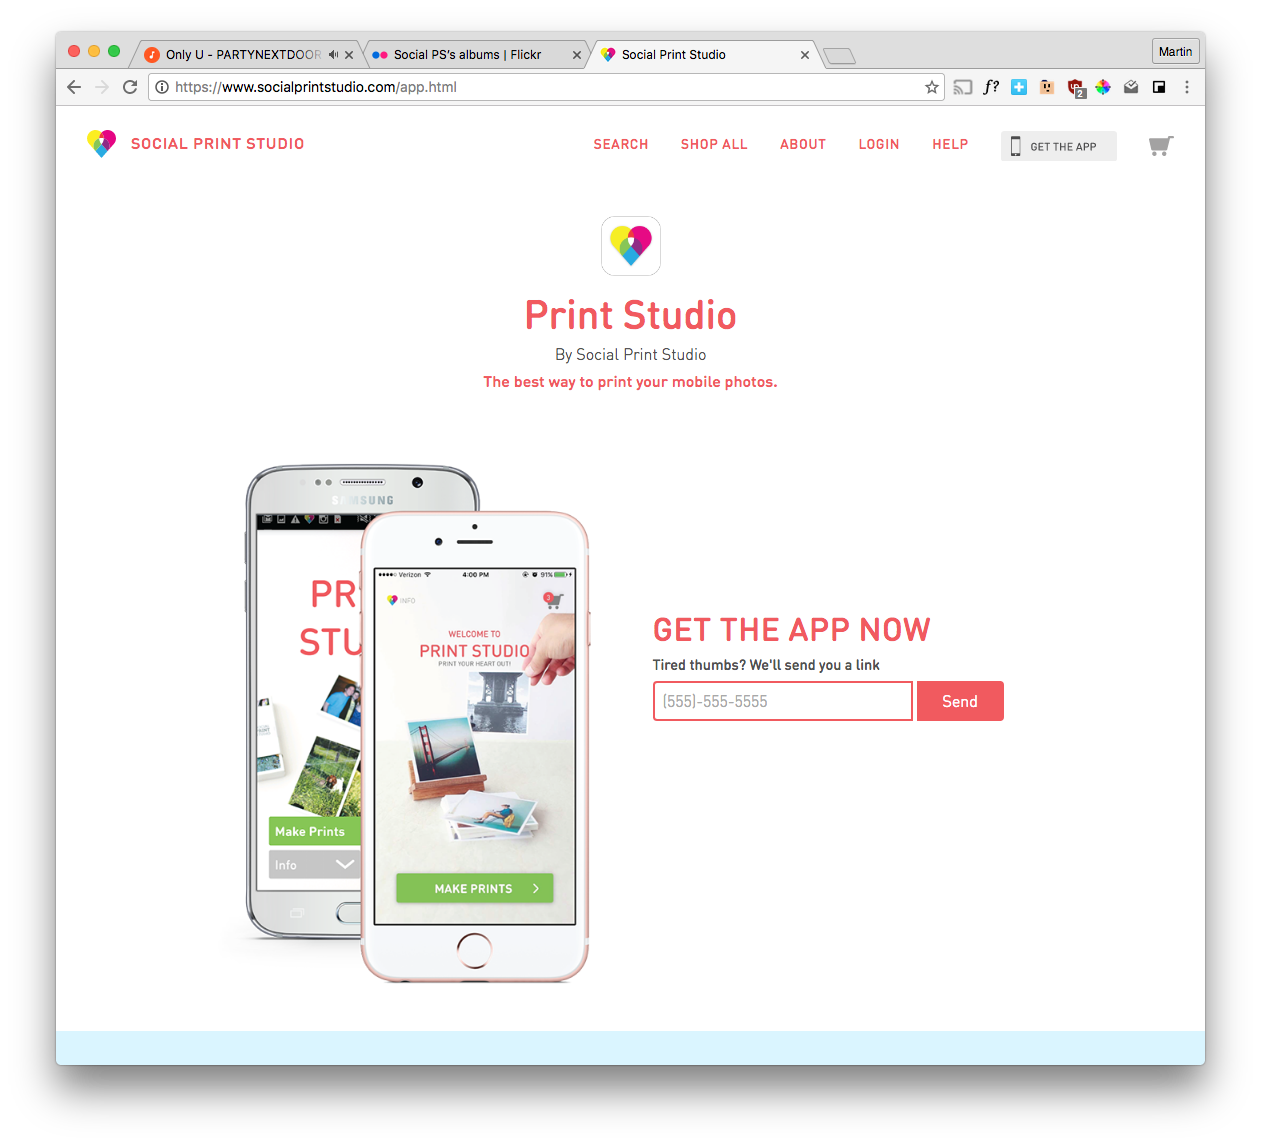 Only U - PARTYNEXTDOOR
Social PS's albums | Flickr
Social Print Studio
Martin
https://www.socialprintstudio.com/app.html
f?
2
SOCIAL PRINT STUDIO
SEARCH
SHOP ALL
ABOUT
LOGIN
HELP
GET THE APP
Print Studio
By Social Print Studio
The best way to print your mobile photos.
SAMSUNG
PR
STU
Make Prints
Info
Verizon
4:00 PM
91%
INFO
3
WELCOME TO
PRINT STUDIO
PRINT YOUR HEART OUT!
MAKE PRINTS
GET THE APP NOW
Tired thumbs? We'll send you a link
(555)-555-5555
Send